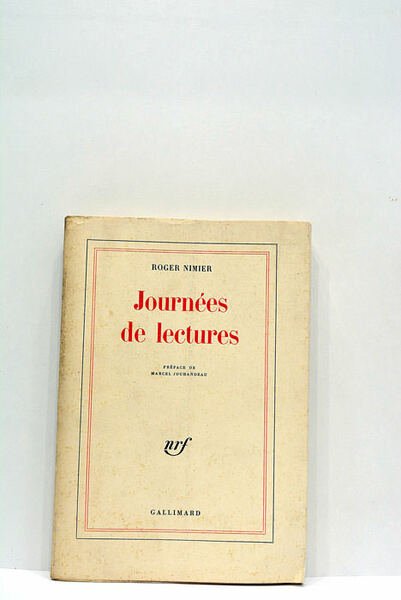 ROGER NIMIER
Journées
de lectures
PRÉFACE DE
MARCEL JOUHANDEAU
nrf
GALLIMARD